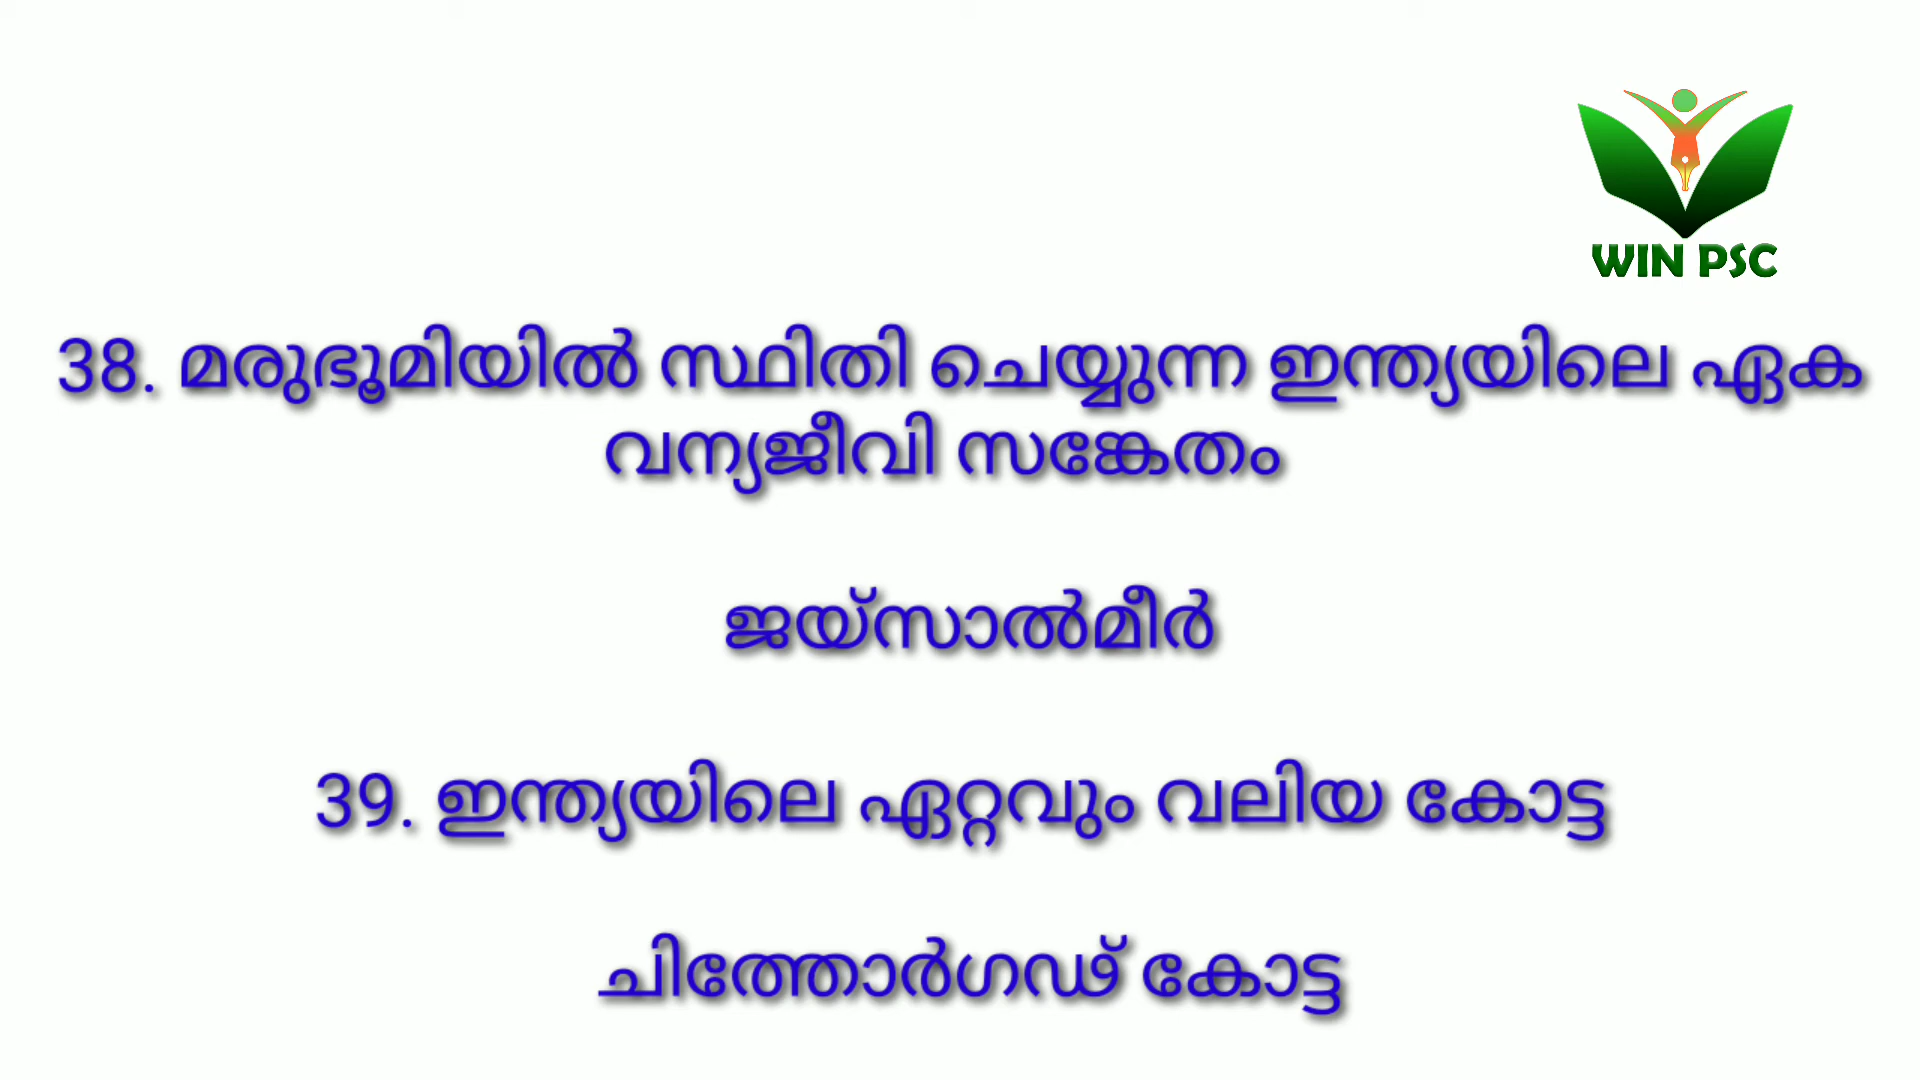 WIN PSC
38. മരുഭൂമിയിൽ സ്ഥിതി ചെയ്യുന്ന ഇന്ത്യയിലെ ഏക
വന്യജീവി സങ്കേതം
ജയ്സാൽമീർ
39. ഇന്ത്യയിലെ ഏറ്റവും വലിയ കോട്ട
ചിത്തോർഗഢ് കോട്ട